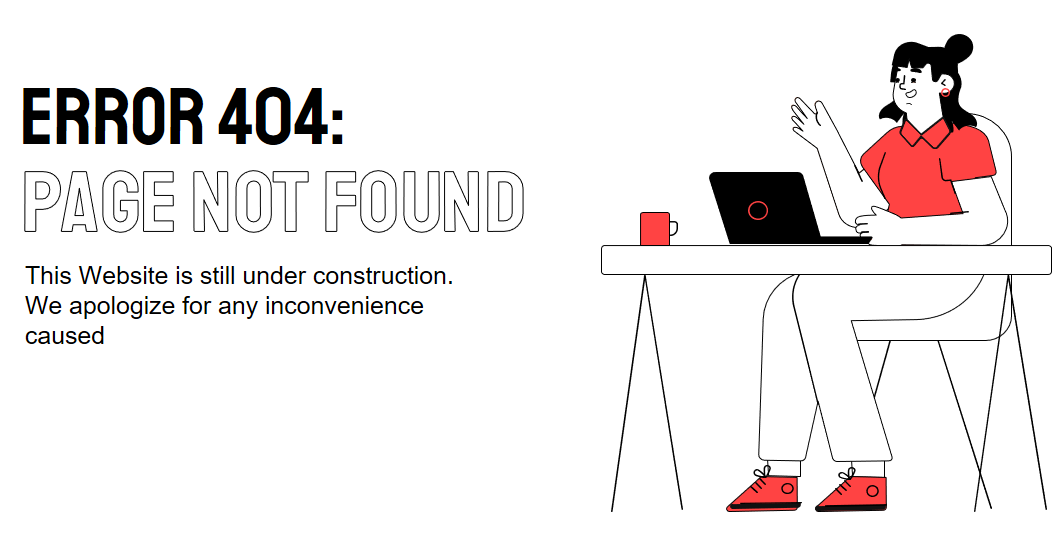 ERROR 404:
PAGE NOT FOUND
This Website is still under construction.
We apologize for any inconvenience
caused